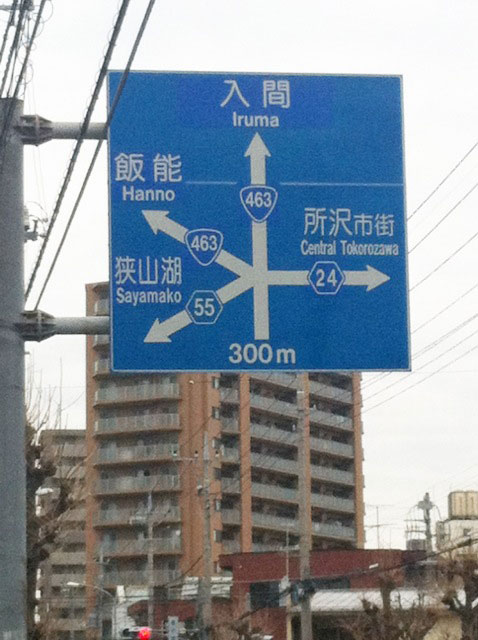 入間
Iruma
飯能
Hanno
463
463
所沢市街
Central Tokorozawa
狭山湖
Sayamako
55
24
300m